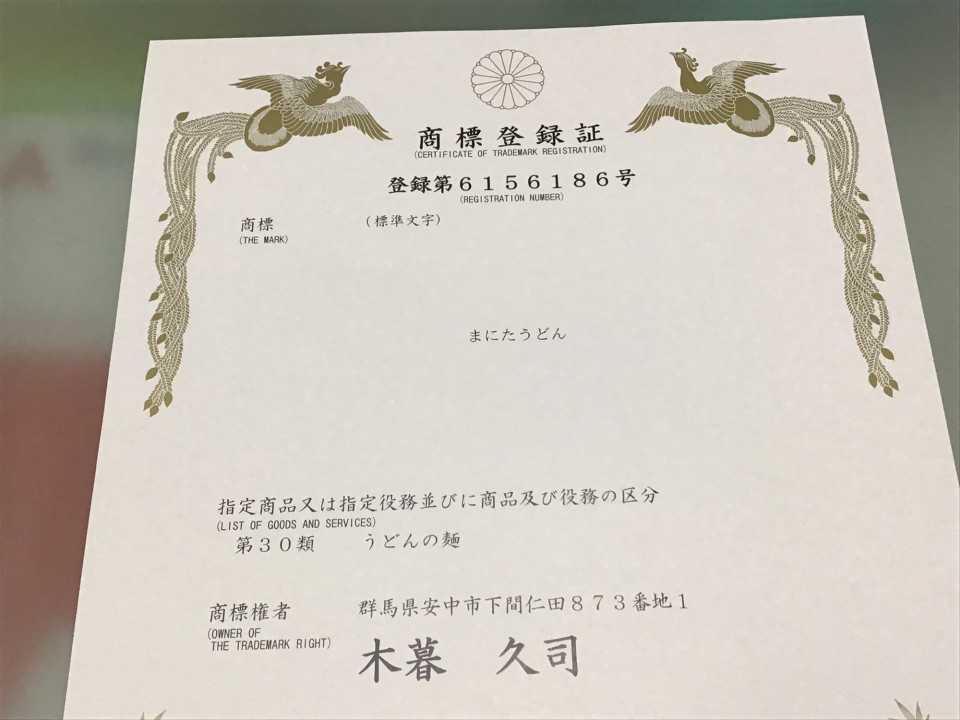 商標登録証
(CERTIFICATE OF TRADEMARK REGISTRATION)
登録第6156186号
(REGISTRATION NUMBER)
商標 (標準文字)
(THE MARK)
まにたうどん
指定商品又は指定役務並びに商品及び役務の区分
(LIST OF GOODS AND SERVICES)
第30類 うどんの麺
商標権者 群馬県安中市下間仁田873番地1
(OWNER OF
THE TRADEMARK RIGHT)
木暮 久司